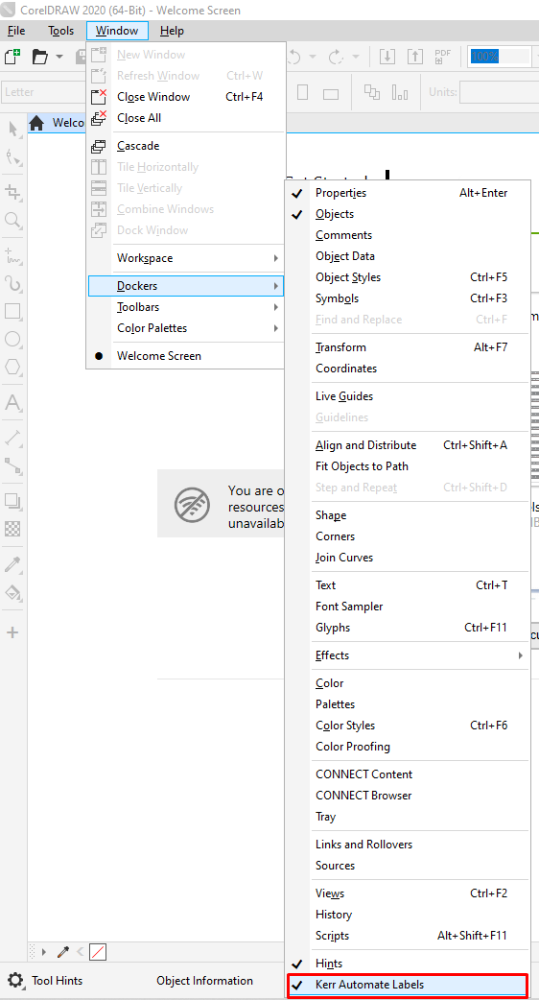 CorelDRAW 2020 (64-Bit) - Welcome Screen
File Tools Window Help
New Window
Refresh Window Ctrl+W
Close Window Ctrl+F4
Close All
Cascade
Tile Horizontally
Tile Vertically
Combine Windows
Dock Window
Workspace
Dockers
Toolbars
Color Palettes
Welcome Screen
PDF
100%
Letter
Units:
Properties Alt+Enter
Objects
Comments
Object Data
Object Styles Ctrl+F5
Symbols Ctrl+F3
Find and Replace Ctrl+F
Transform Alt+F7
Coordinates
Live Guides
Guidelines
Align and Distribute Ctrl+Shift+A
Fit Objects to Path
Step and Repeat Ctrl+Shift+D
Shape
Corners
Join Curves
Text Ctrl+T
Font Sampler
Glyphs Ctrl+F11
Effects
Color
Palettes
Color Styles Ctrl+F6
Color Proofing
CONNECT Content
CONNECT Browser
Tray
Links and Rollovers
Sources
Views Ctrl+F2
History
Scripts Alt+Shift+F11
Hints
Kerr Automate Labels
You are o
resources
unavailab
Tool Hints Object Information